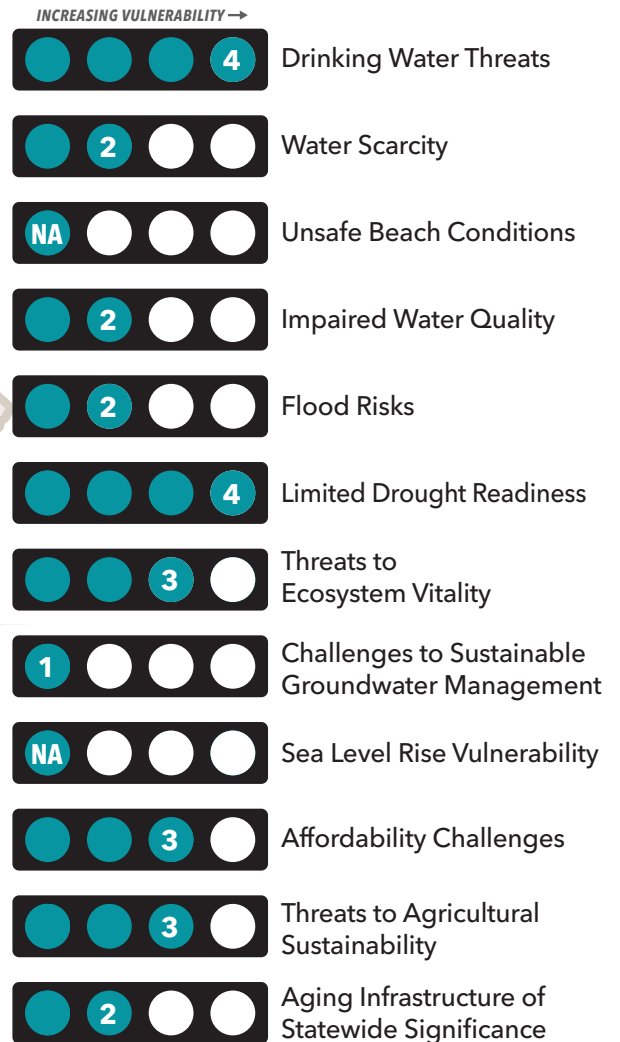 INCREASING VULNERABILITY →
4 Drinking Water Threats
2 Water Scarcity
NA Unsafe Beach Conditions
2 Impaired Water Quality
2 Flood Risks
4 Limited Drought Readiness
3 Threats to
Ecosystem Vitality
1 Challenges to Sustainable
Groundwater Management
NA Sea Level Rise Vulnerability
3 Affordability Challenges
3 Threats to Agricultural
Sustainability
2 Aging Infrastructure of
Statewide Significance